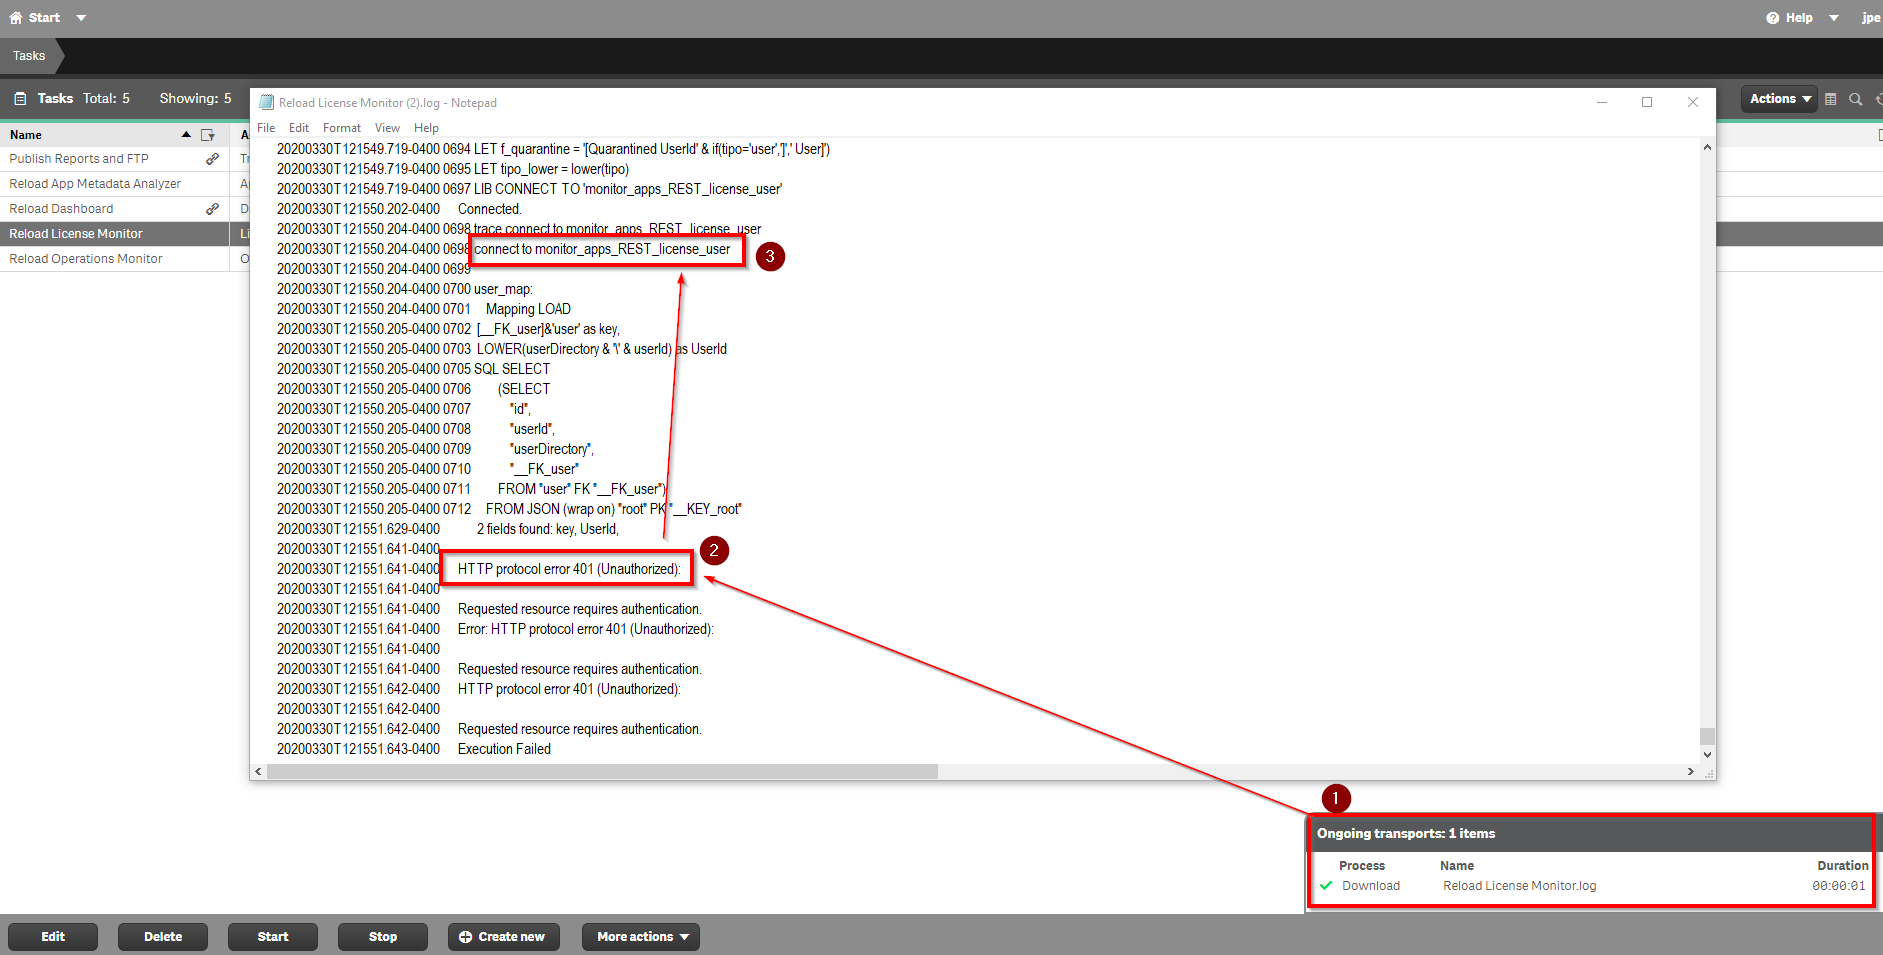 Start
Help
jpe
Tasks
Tasks Total: 5 Showing: 5
Actions
Name
A
Publish Reports and FTP
Tr
Reload App Metadata Analyzer
Ap
Reload Dashboard
D
Reload License Monitor
Li
Reload Operations Monitor
O
Reload License Monitor (2).log - Notepad
File Edit Format View Help
20200330T121549.719-0400 0694 LET f_quarantine = '[Quarantined UserId' & if(tipo='user',']',' User]')
20200330T121549.719-0400 0695 LET tipo_lower = lower(tipo)
20200330T121549.719-0400 0697 LIB CONNECT TO 'monitor_apps_REST_license_user'
20200330T121550.202-0400 Connected.
20200330T121550.204-0400 0698 trace connect to monitor_apps_REST_license_user
20200330T121550.204-0400 0698 connect to monitor_apps_REST_license_user
3
20200330T121550.204-0400 0699
20200330T121550.204-0400 0700 user_map:
20200330T121550.204-0400 0701 Mapping LOAD
20200330T121550.205-0400 0702 [__FK_user]&'user' as key,
20200330T121550.205-0400 0703 LOWER(userDirectory & '\' & userId) as UserId
20200330T121550.205-0400 0705 SQL SELECT
20200330T121550.205-0400 0706 (SELECT
20200330T121550.205-0400 0707 "id",
20200330T121550.205-0400 0708 "userId",
20200330T121550.205-0400 0709 "userDirectory",
20200330T121550.205-0400 0710 "__FK_user"
20200330T121550.205-0400 0711 FROM "user" FK "__FK_user")
20200330T121550.205-0400 0712 FROM JSON (wrap on) "root" PK "__KEY_root"
20200330T121551.629-0400 2 fields found: key, UserId,
20200330T121551.641-0400
2
20200330T121551.641-0400 HTTP protocol error 401 (Unauthorized):
20200330T121551.641-0400
20200330T121551.641-0400 Requested resource requires authentication.
20200330T121551.641-0400 Error: HTTP protocol error 401 (Unauthorized):
20200330T121551.641-0400
20200330T121551.641-0400 Requested resource requires authentication.
20200330T121551.642-0400 HTTP protocol error 401 (Unauthorized):
20200330T121551.642-0400
20200330T121551.642-0400 Requested resource requires authentication.
20200330T121551.643-0400 Execution Failed
1
Ongoing transports: 1 items
Process Name Duration
Download Reload License Monitor.log 00:00:01
Edit Delete Start Stop Create new More actions